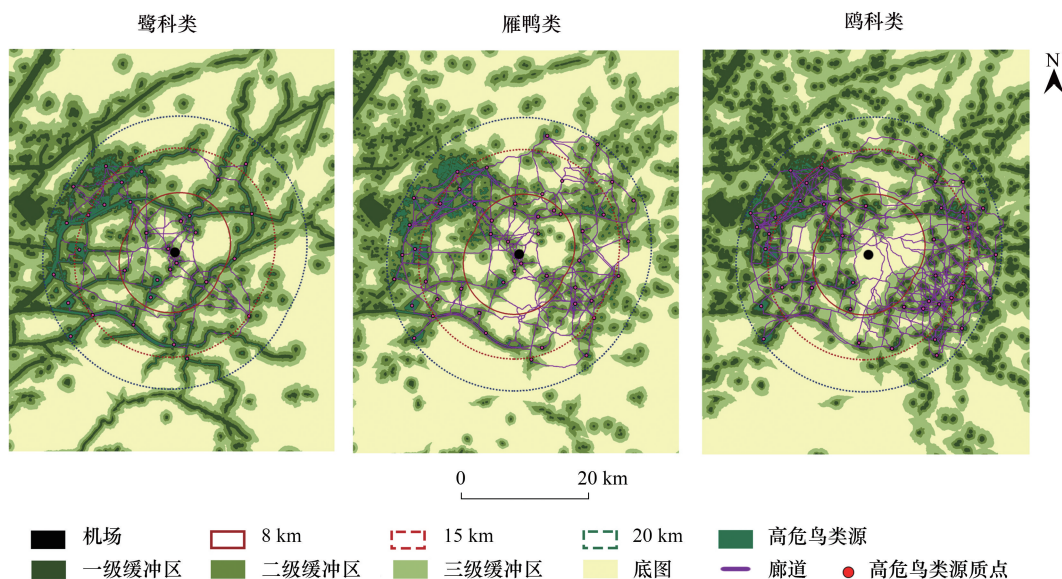 鹭科类 雁鸭类 鸥科类
N
0 20 km
机场 8 km 15 km 20 km 高危鸟类源
一级缓冲区 二级缓冲区 三级缓冲区 底图 廊道 高危鸟类源质点